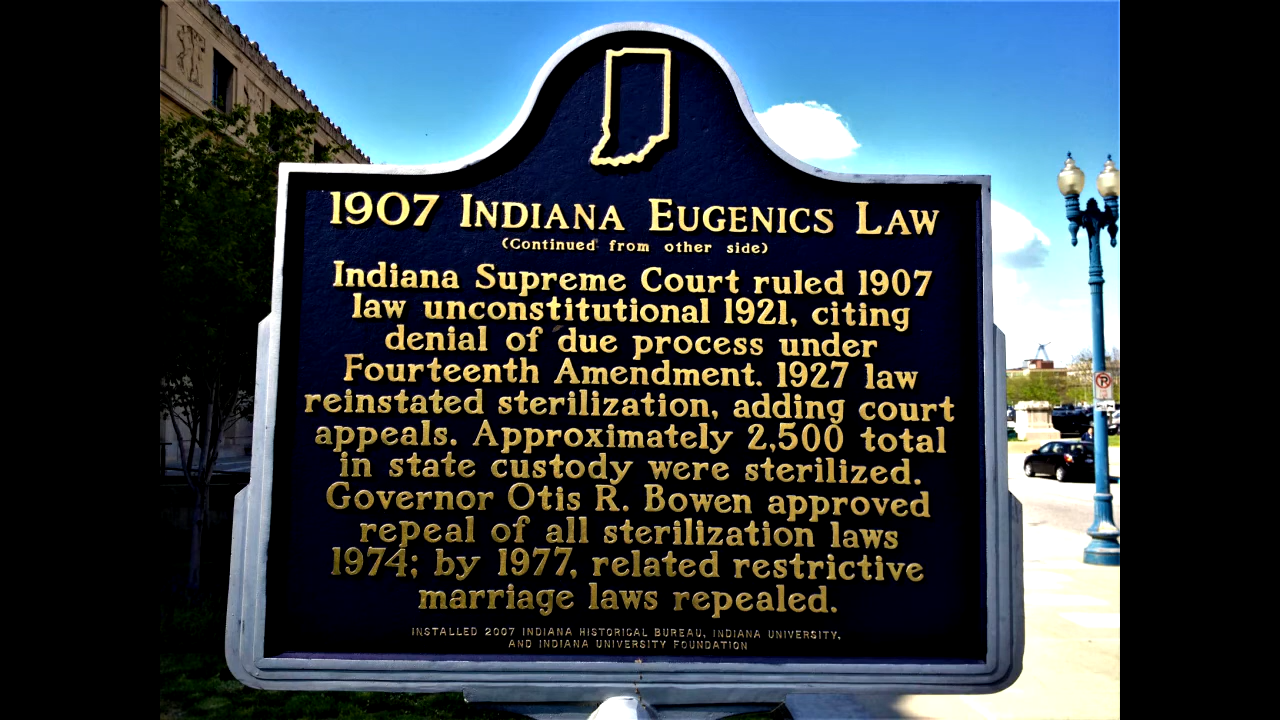 1907 INDIANA EUGENICS LAW
(Continued from other side)
Indiana Supreme Court ruled 1907
law unconstitutional 1921, citing
denial of due process under
Fourteenth Amendment. 1927 law
reinstated sterilization, adding court
appeals. Approximately 2,500 total
in state custody were sterilized.
Governor Otis R. Bowen approved
repeal of all sterilization laws
1974; by 1977, related restrictive
marriage laws repealed.
INSTALLED 2007 INDIANA HISTORICAL BUREAU, INDIANA UNIVERSITY,
AND INDIANA UNIVERSITY FOUNDATION